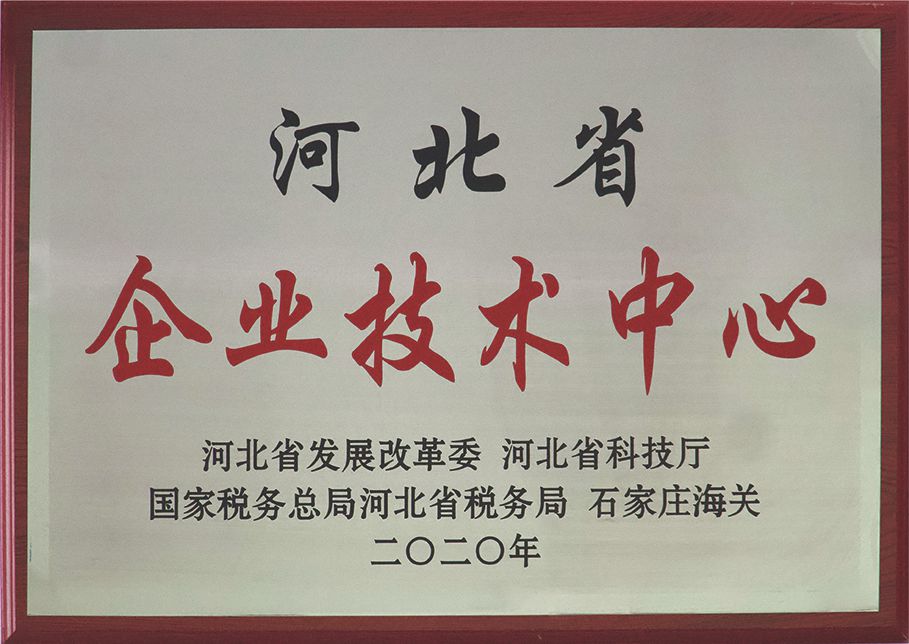 河北省
企业技术中心
河北省发展改革委 河北省科技厅
国家税务总局河北省税务局 石家庄海关
二〇二〇年